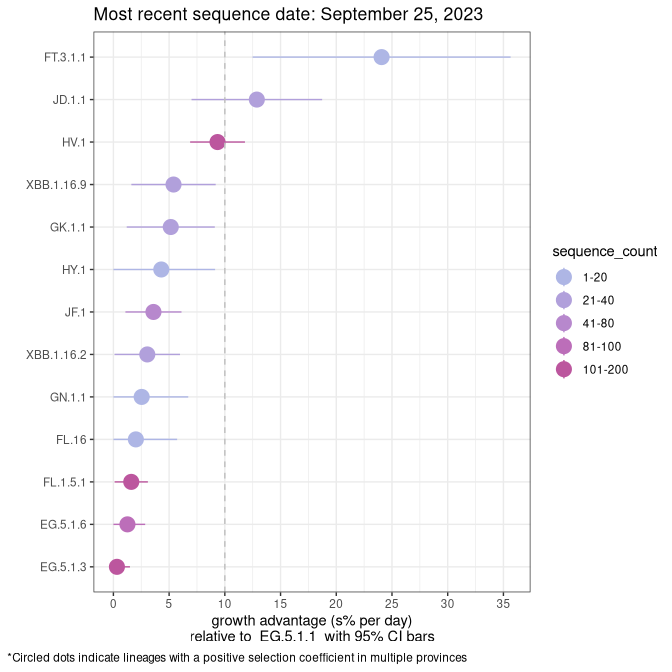 Most recent sequence date: September 25, 2023
FT.3.1.1
JD.1.1
HV.1
XBB.1.16.9
GK.1.1
HY.1
JF.1
XBB.1.16.2
GN.1.1
FL.16
FL.1.5.1
EG.5.1.6
EG.5.1.3
0 5 10 15 20 25 30 35
growth advantage (s% per day)
relative to EG.5.1.1 with 95% CI bars
sequence_count
1-20
21-40
41-80
81-100
101-200
*Circled dots indicate lineages with a positive selection coefficient in multiple provinces